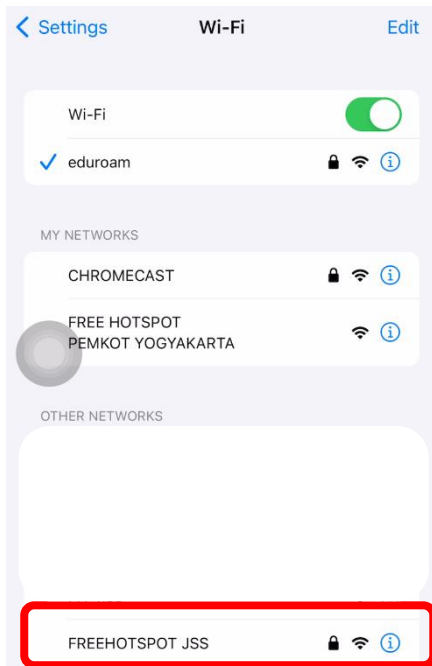 Settings
Wi-Fi
Edit
Wi-Fi
eduroam
MY NETWORKS
CHROMECAST
FREE HOTSPOT
PEMKOT YOGYAKARTA
OTHER NETWORKS
FREEHOTSPOT JSS